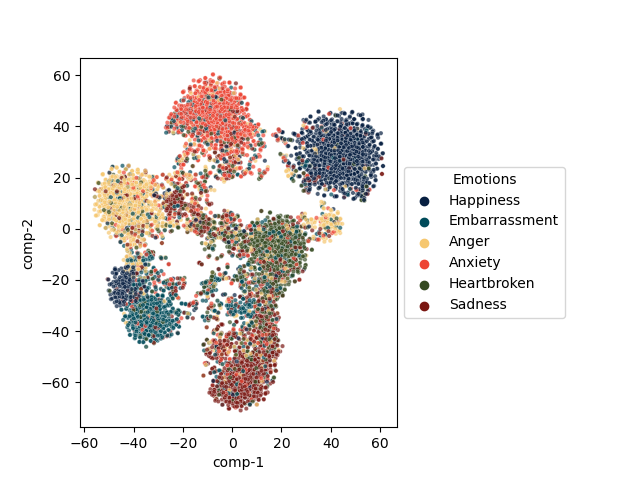 60
40
20
0
−20
−40
−60
comp-2
−60
−40
−20
0
20
40
60
comp-1
Emotions
Happiness
Embarrassment
Anger
Anxiety
Heartbroken
Sadness